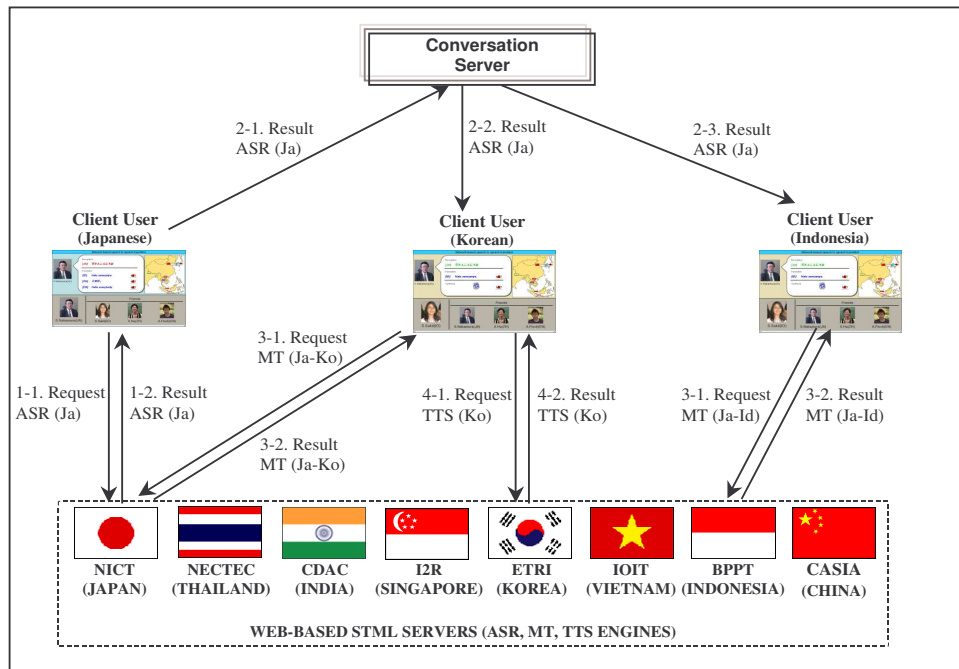 Conversation
Server
2-1. Result
ASR (Ja)
2-2. Result
ASR (Ja)
2-3. Result
ASR (Ja)
Client User
(Japanese)
Client User
(Korean)
Client User
(Indonesia)
1-1. Request
ASR (Ja)
1-2. Result
ASR (Ja)
3-1. Request
MT (Ja-Ko)
3-2. Result
MT (Ja-Ko)
4-1. Request
TTS (Ko)
4-2. Result
TTS (Ko)
3-1. Request
MT (Ja-Id)
3-2. Result
MT (Ja-Id)
NICT
(JAPAN)
NECTEC
(THAILAND)
CDAC
(INDIA)
I2R
(SINGAPORE)
ETRI
(KOREA)
IOIT
(VIETNAM)
BPPT
(INDONESIA)
CASIA
(CHINA)
WEB-BASED STML SERVERS (ASR, MT, TTS ENGINES)